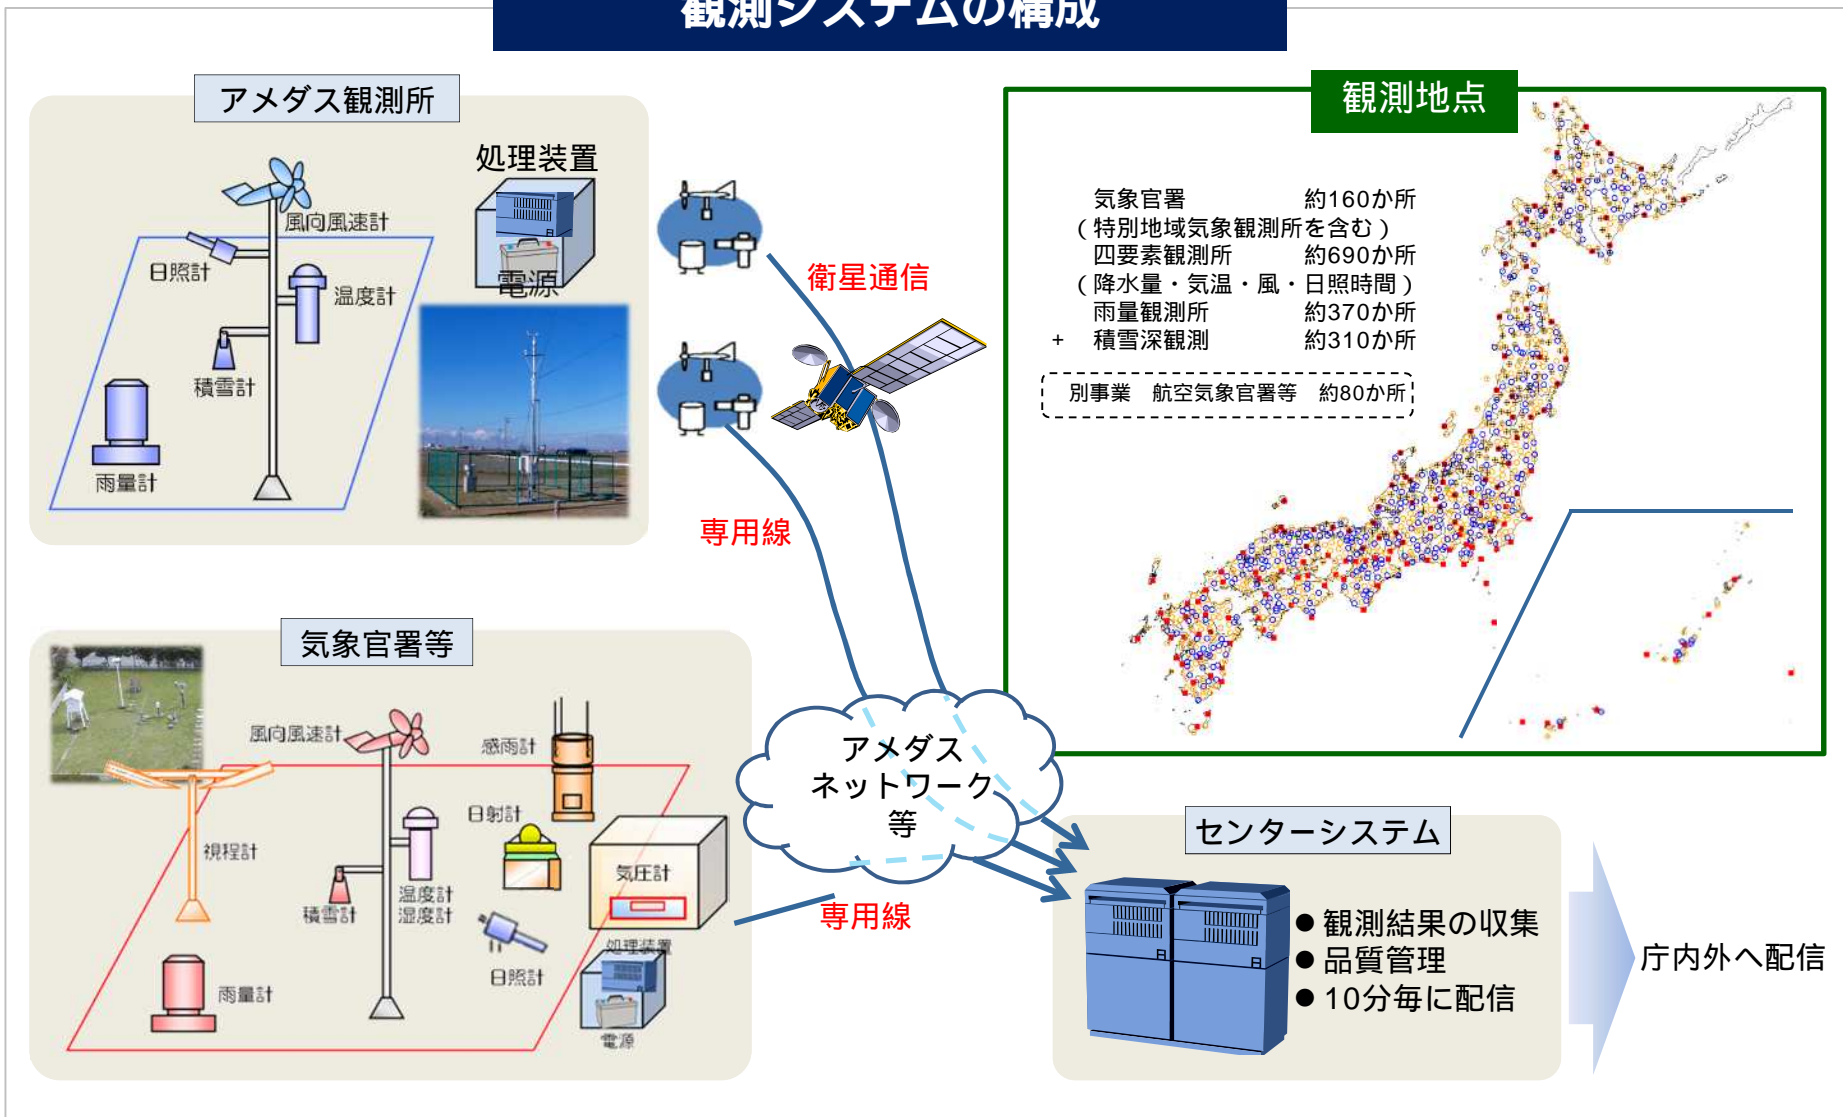 観測システムの構成
アメダス観測所
処理装置
風向風速計
日照計
温度計
電源
積雪計
雨量計
衛星通信
専用線
観測地点
気象官署 約160か所
(特別地域気象観測所を含む)
四要素観測所 約690か所
(降水量・気温・風・日照時間)
雨量観測所 約370か所
+ 積雪深観測 約310か所
別事業 航空気象官署等 約80か所
気象官署等
風向風速計
感雨計
日射計
視程計
気圧計
温度計
湿度計
積雪計
処理装置
日照計
雨量計
電源
専用線
アメダス
ネットワーク
等
センターシステム
● 観測結果の収集
● 品質管理
● 10分毎に配信
庁内外へ配信